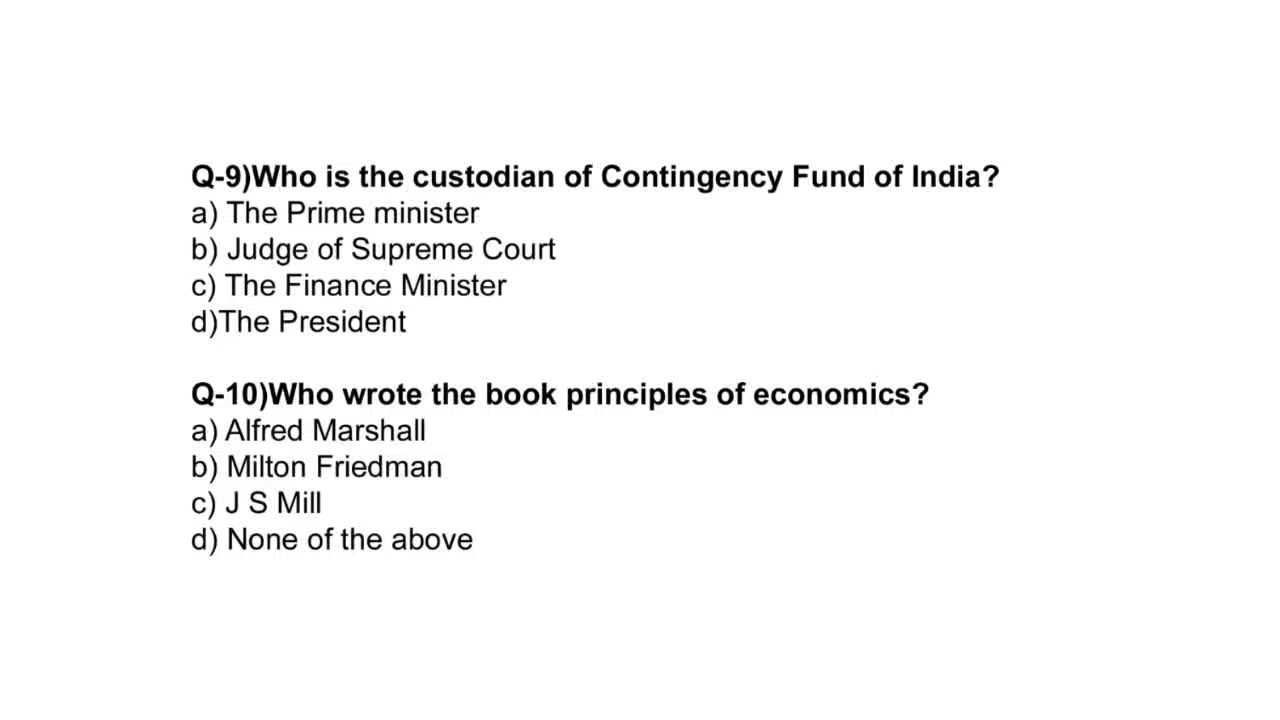 Q-9)Who is the custodian of Contingency Fund of India?
a) The Prime minister
b) Judge of Supreme Court
c) The Finance Minister
d)The President
Q-10)Who wrote the book principles of economics?
a) Alfred Marshall
b) Milton Friedman
c) J S Mill
d) None of the above